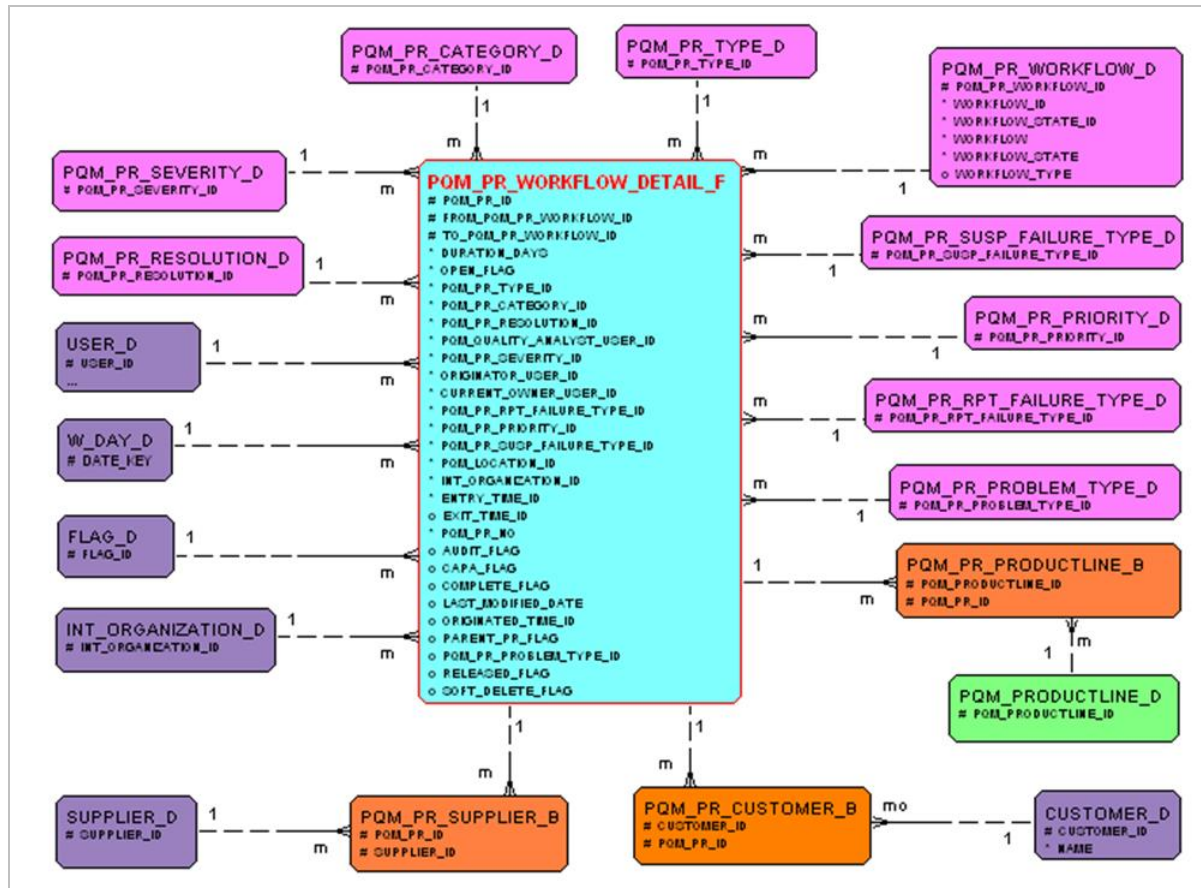 PQM_PR_CATEGORY_D
# PQM_PR_CATEGORY_ID
1
m
PQM_PR_TYPE_D
# PQM_PR_TYPE_ID
1
m
PQM_PR_WORKFLOW_D
# PQM_PR_WORKFLOW_ID
* WORKFLOW_ID
* WORKFLOW_STATE_ID
* WORKFLOW
* WORKFLOW_STATE
o WORKFLOW_TYPE
m
1
PQM_PR_SEVERITY_D
# PQM_PR_SEVERITY_ID
1
m
PQM_PR_RESOLUTION_D
# PQM_PR_RESOLUTION_ID
1
m
USER_D
# USER_ID
...
1
m
W_DAY_D
# DATE_KEY
1
m
FLAG_D
# FLAG_ID
1
m
INT_ORGANIZATION_D
# INT_ORGANIZATION_ID
1
m
PQM_PR_WORKFLOW_DETAIL_F
# PQM_PR_ID
# FROM_PQM_PR_WORKFLOW_ID
# TO_PQM_PR_WORKFLOW_ID
* DURATION_DAYS
* OPEN_FLAG
* PQM_PR_TYPE_ID
* PQM_PR_CATEGORY_ID
* PQM_PR_RESOLUTION_ID
* PQM_QUALITY_ANALYST_USER_ID
* PQM_PR_SEVERITY_ID
* ORIGINATOR_USER_ID
* CURRENT_OWNER_USER_ID
* PQM_PR_RPT_FAILURE_TYPE_ID
* PQM_PR_PRIORITY_ID
* PQM_PR_SUSP_FAILURE_TYPE_ID
* PQM_LOCATION_ID
* INT_ORGANIZATION_ID
* ENTRY_TIME_ID
o EXIT_TIME_ID
* PQM_PR_NO
o AUDIT_FLAG
o CAPA_FLAG
o COMPLETE_FLAG
o LAST_MODIFIED_DATE
o ORIGINATED_TIME_ID
o PARENT_PR_FLAG
o PQM_PR_PROBLEM_TYPE_ID
o RELEASED_FLAG
o SOFT_DELETE_FLAG
PQM_PR_SUSP_FAILURE_TYPE_D
# PQM_PR_SUSP_FAILURE_TYPE_ID
m
1
PQM_PR_PRIORITY_D
# PQM_PR_PRIORITY_ID
m
1
PQM_PR_RPT_FAILURE_TYPE_D
# PQM_PR_RPT_FAILURE_TYPE_ID
m
1
PQM_PR_PROBLEM_TYPE_D
# PQM_PR_PROBLEM_TYPE_ID
m
1
PQM_PR_PRODUCTLINE_B
# PQM_PRODUCTLINE_ID
# PQM_PR_ID
1
m
m
1
PQM_PRODUCTLINE_D
# PQM_PRODUCTLINE_ID
1
m
1
m
SUPPLIER_D
# SUPPLIER_ID
1
m
PQM_PR_SUPPLIER_B
# PQM_PR_ID
# SUPPLIER_ID
PQM_PR_CUSTOMER_B
# CUSTOMER_ID
# PQM_PR_ID
mo
1
CUSTOMER_D
# CUSTOMER_ID
* NAME